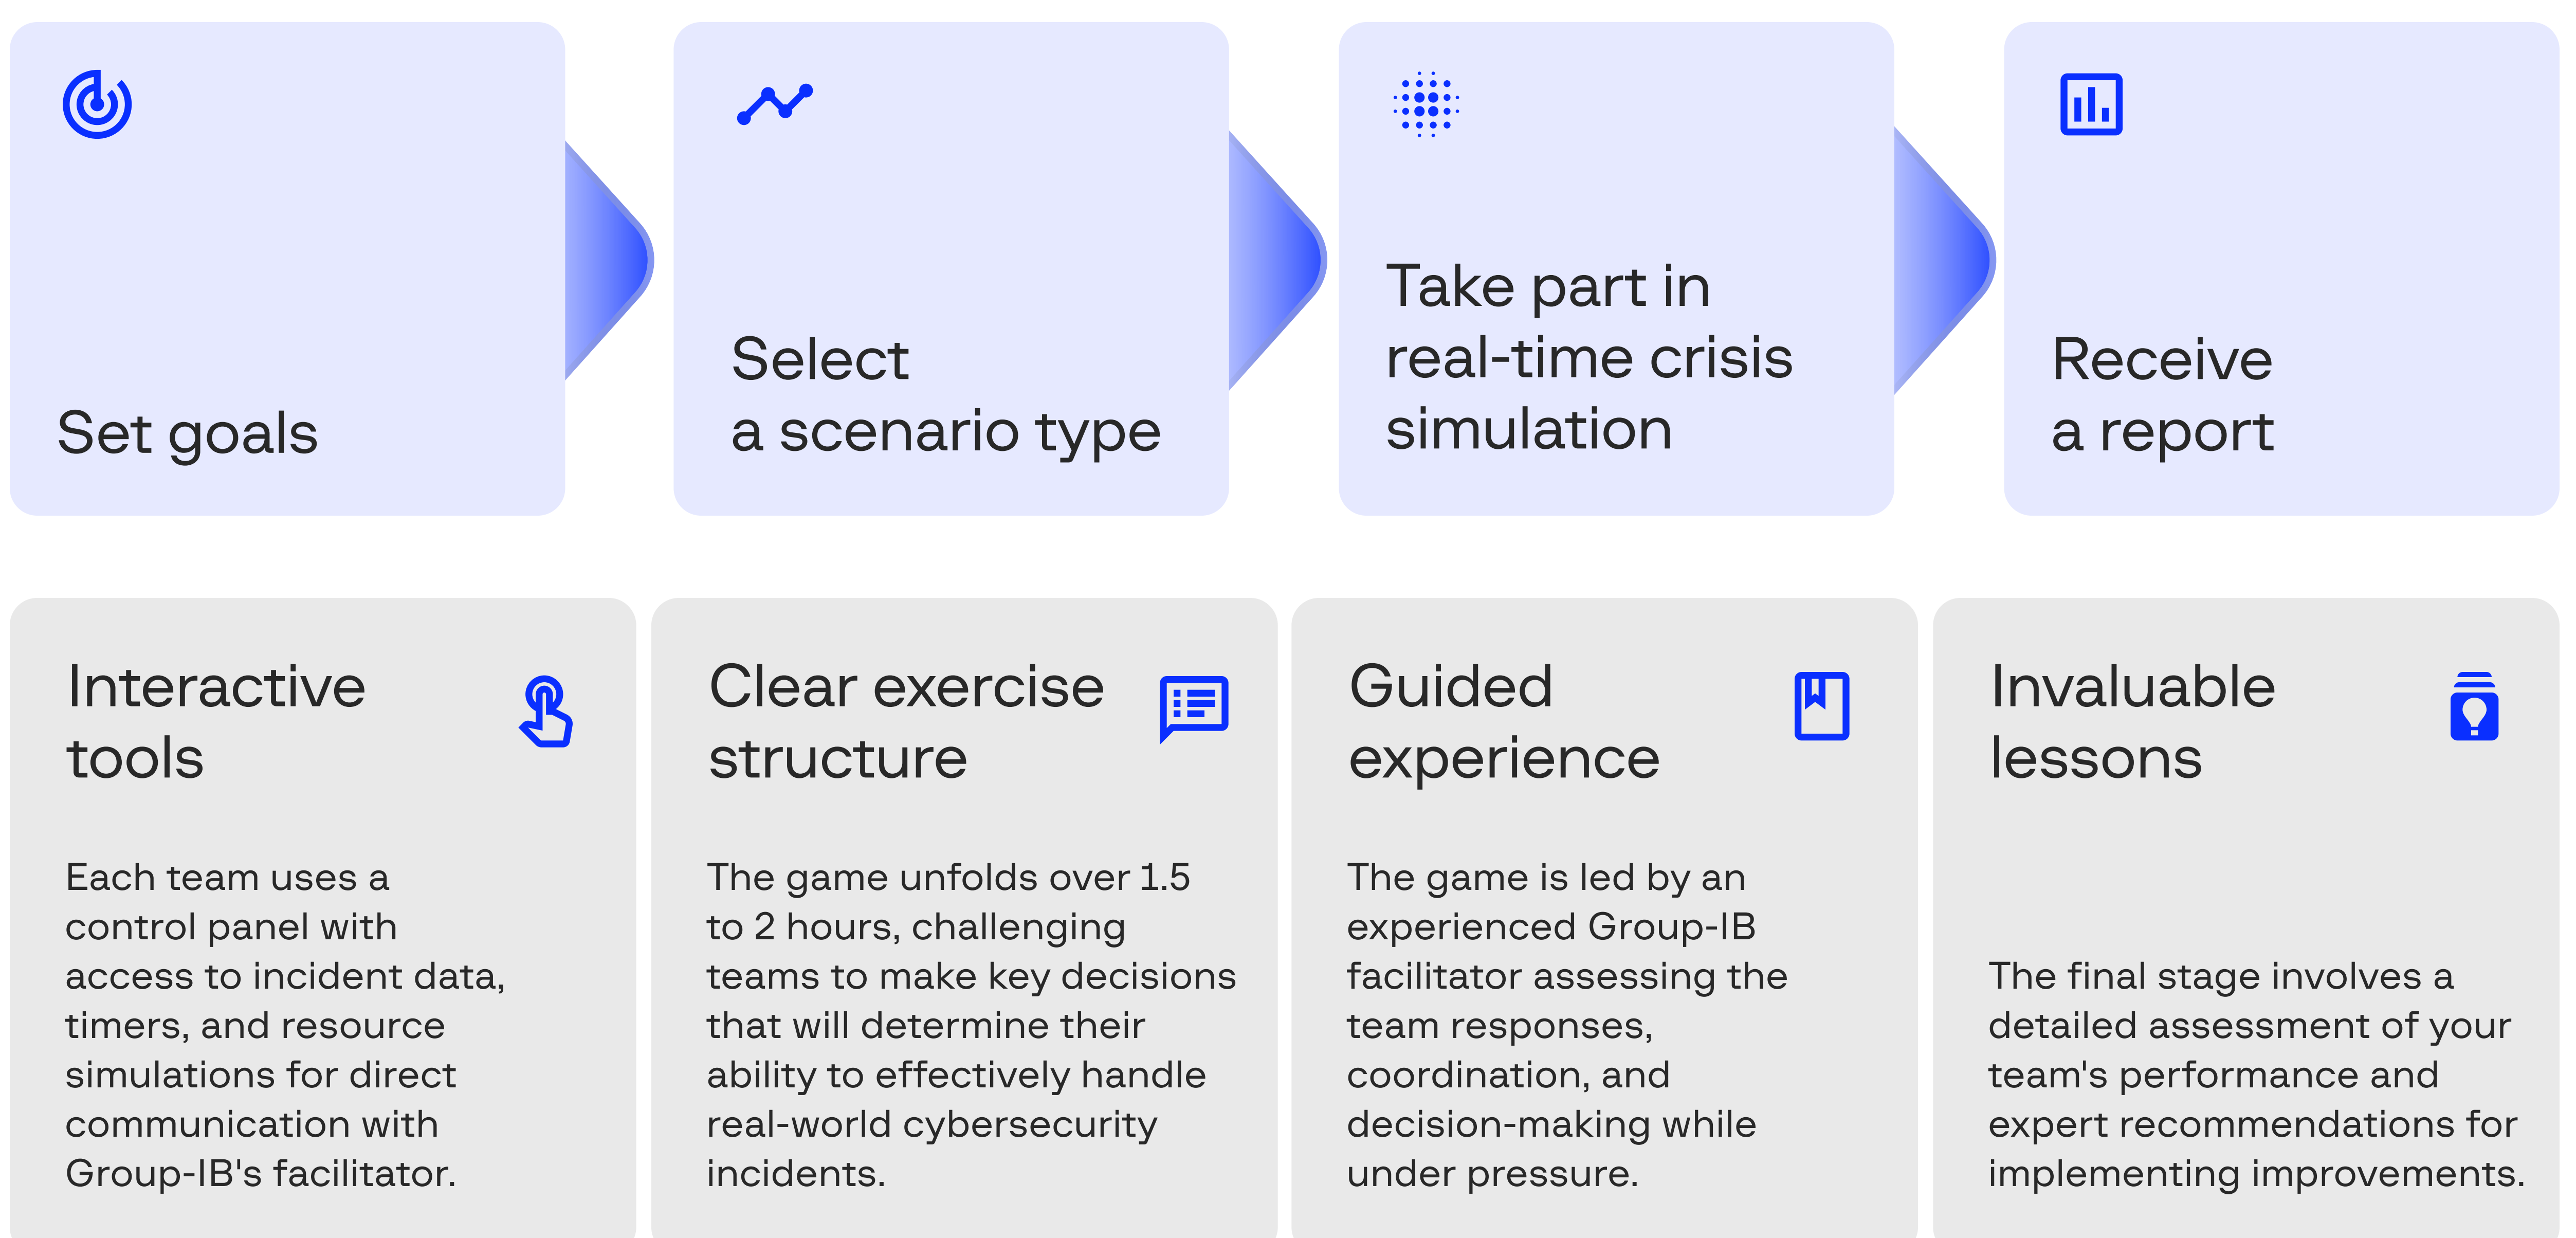 Set goals
Select
a scenario type
Take part in
real-time crisis
simulation
Receive
a report
Interactive
tools
Each team uses a
control panel with
access to incident data,
timers, and resource
simulations for direct
communication with
Group-IB's facilitator.
Clear exercise
structure
The game unfolds over 1.5
to 2 hours, challenging
teams to make key decisions
that will determine their
ability to effectively handle
real-world cybersecurity
incidents.
Guided
experience
The game is led by an
experienced Group-IB
facilitator assessing the
team responses,
coordination, and
decision-making while
under pressure.
Invaluable
lessons
The final stage involves a
detailed assessment of your
team's performance and
expert recommendations for
implementing improvements.